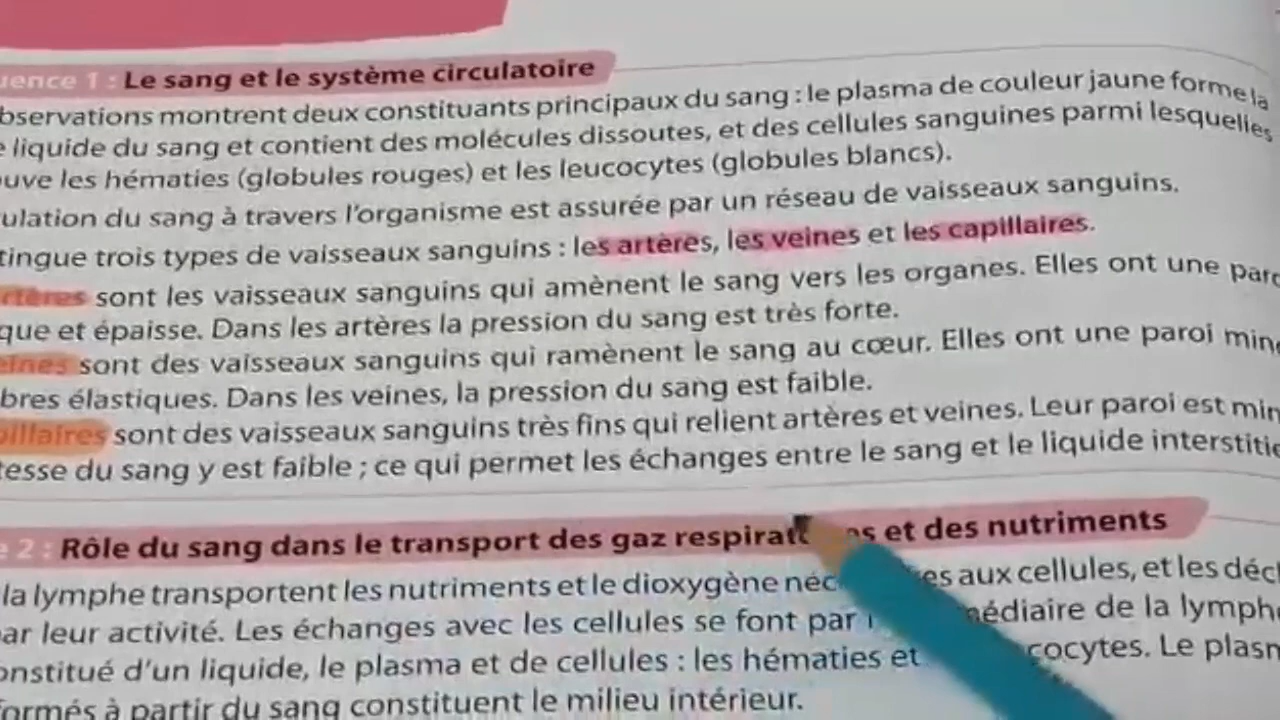 uence 1 : Le sang et le système circulatoire
bservations montrent deux constituants principaux du sang : le plasma de couleur jaune forme la
e liquide du sang et contient des molécules dissoutes, et des cellules sanguines parmi lesquelles
ouve les hématies (globules rouges) et les leucocytes (globules blancs).
ulation du sang à travers l'organisme est assurée par un réseau de vaisseaux sanguins.
tingue trois types de vaisseaux sanguins : les artères, les veines et les capillaires.
rtères sont les vaisseaux sanguins qui amènent le sang vers les organes. Elles ont une paro
que et épaisse. Dans les artères la pression du sang est très forte.
eines sont des vaisseaux sanguins qui ramènent le sang au cœur. Elles ont une paroi minc
bres élastiques. Dans les veines, la pression du sang est faible.
pillaires sont des vaisseaux sanguins très fins qui relient artères et veines. Leur paroi est min
tesse du sang y est faible ; ce qui permet les échanges entre le sang et le liquide interstitie
e 2 : Rôle du sang dans le transport des gaz respirat es et des nutriments
la lymphe transportent les nutriments et le dioxygène néc es aux cellules, et les déch
ar leur activité. Les échanges avec les cellules se font par l médiaire de la lymphe
onstitué d'un liquide, le plasma et de cellules : les hématies et cocytes. Le plasm
formés à partir du sang constituent le milieu intérieur.